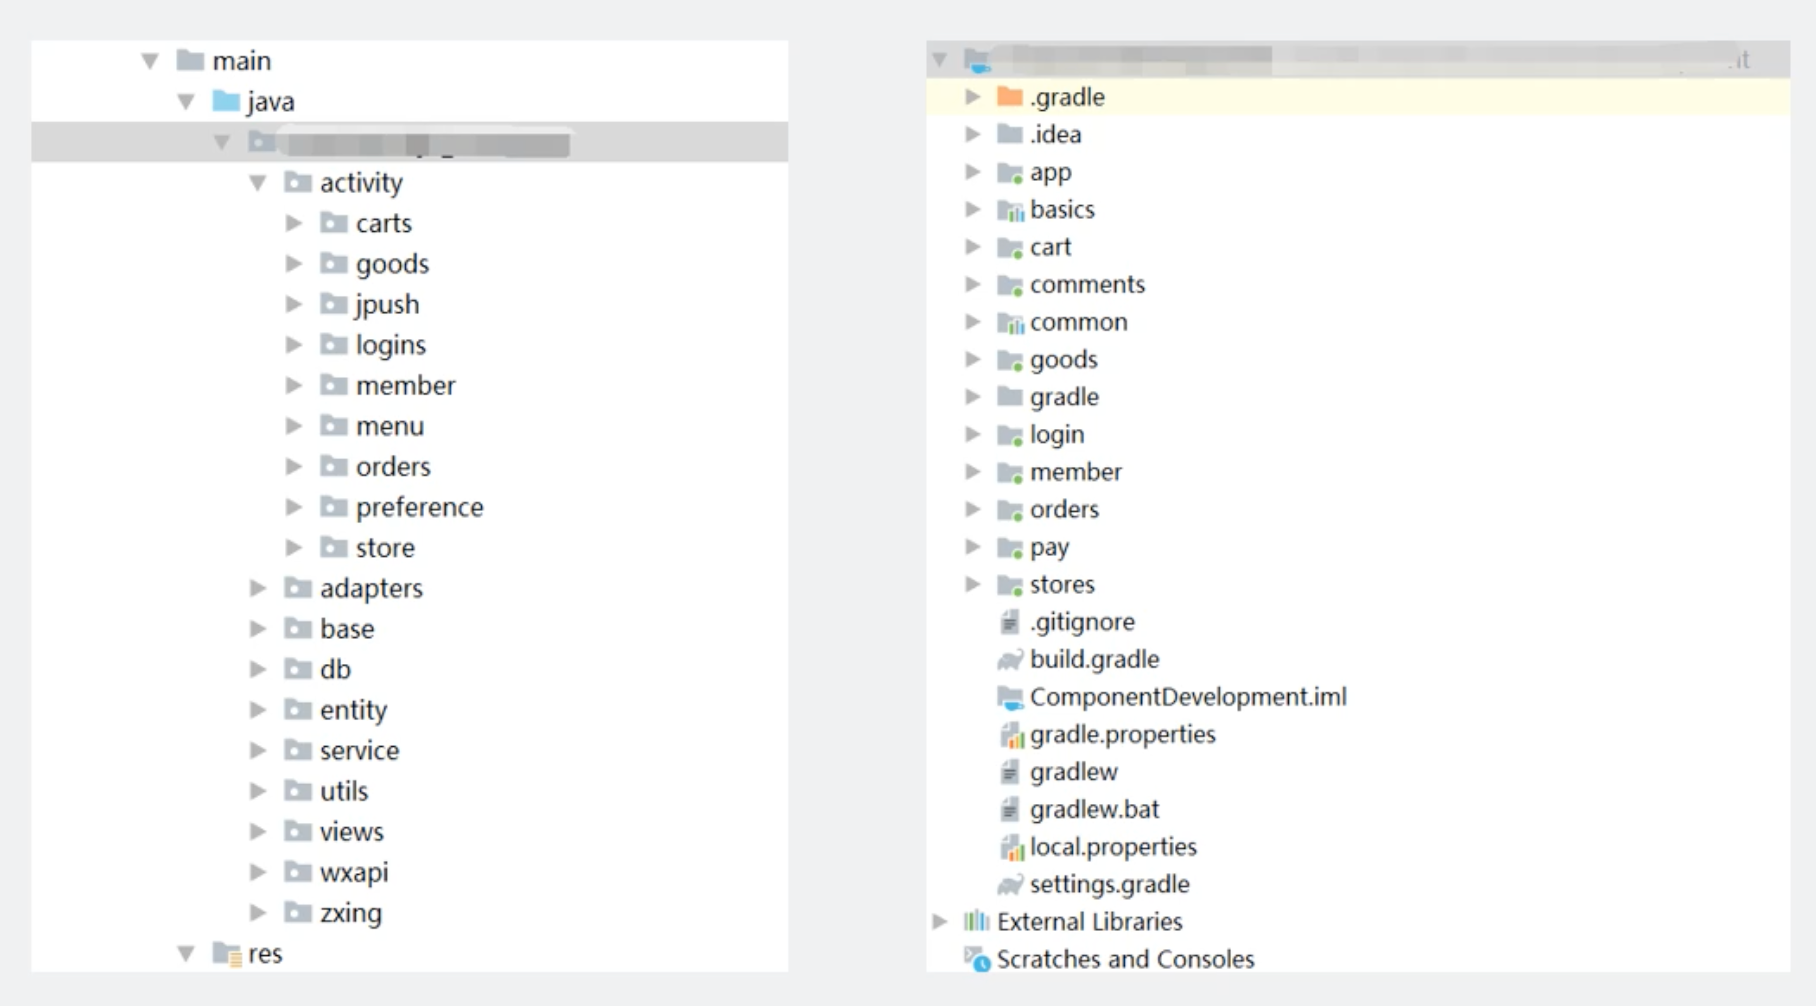 main
java
activity
carts
goods
jpush
logins
member
menu
orders
preference
store
adapters
base
db
entity
service
utils
views
wxapi
zxing
res
.gradle
.idea
app
basics
cart
comments
common
goods
gradle
login
member
orders
pay
stores
.gitignore
build.gradle
ComponentDevelopment.iml
gradle.properties
gradlew
gradlew.bat
local.properties
settings.gradle
External Libraries
Scratches and Consoles